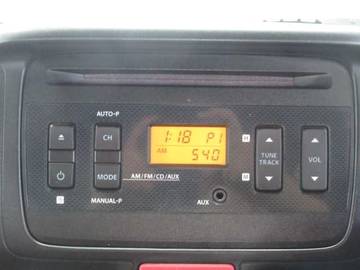 AUTO-P
CH
1:18 P1
AM 540
H
TUNE
TRACK
VOL
MODE
AM/FM/CD/AUX
M
MANUAL-P
AUX